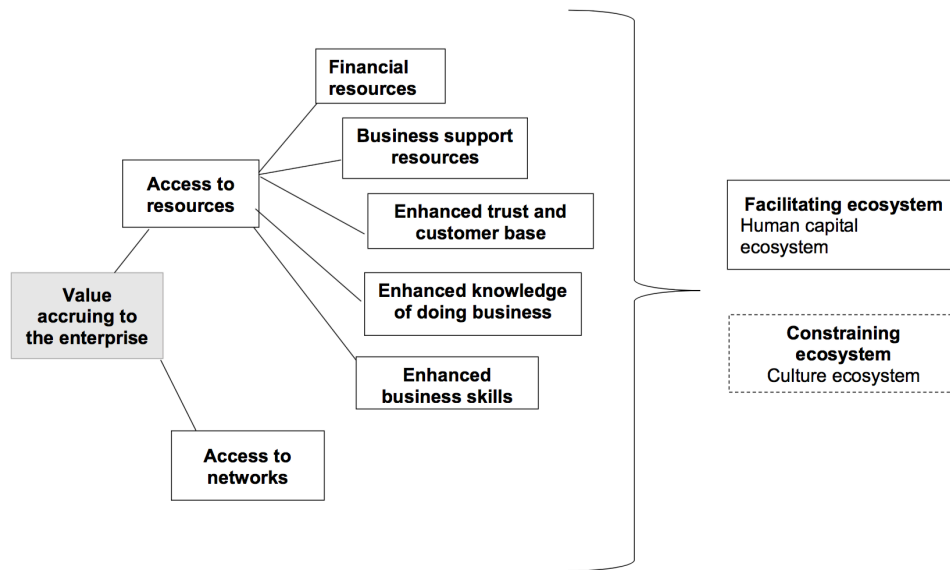 Financial
resources
Business support
resources
Access to
resources
Enhanced trust and
customer base
Enhanced knowledge
of doing business
Value
accruing to
the enterprise
Enhanced
business skills
Access to
networks
Facilitating ecosystem
Human capital
ecosystem
Constraining
ecosystem
Culture ecosystem